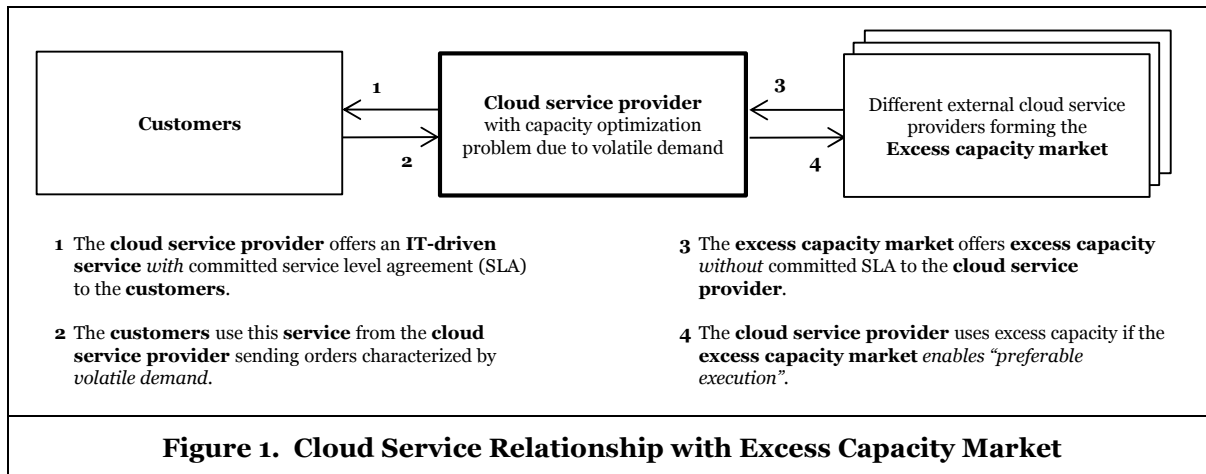 Customers
1
2
Cloud service provider
with capacity optimization
problem due to volatile demand
3
4
Different external cloud service
providers forming the
Excess capacity market
1 The cloud service provider offers an IT-driven
service with committed service level agreement (SLA)
to the customers.
2 The customers use this service from the cloud
service provider sending orders characterized by
volatile demand.
3 The excess capacity market offers excess capacity
without committed SLA to the cloud service
provider.
4 The cloud service provider uses excess capacity if the
excess capacity market enables “preferable
execution”.
Figure 1. Cloud Service Relationship with Excess Capacity Market